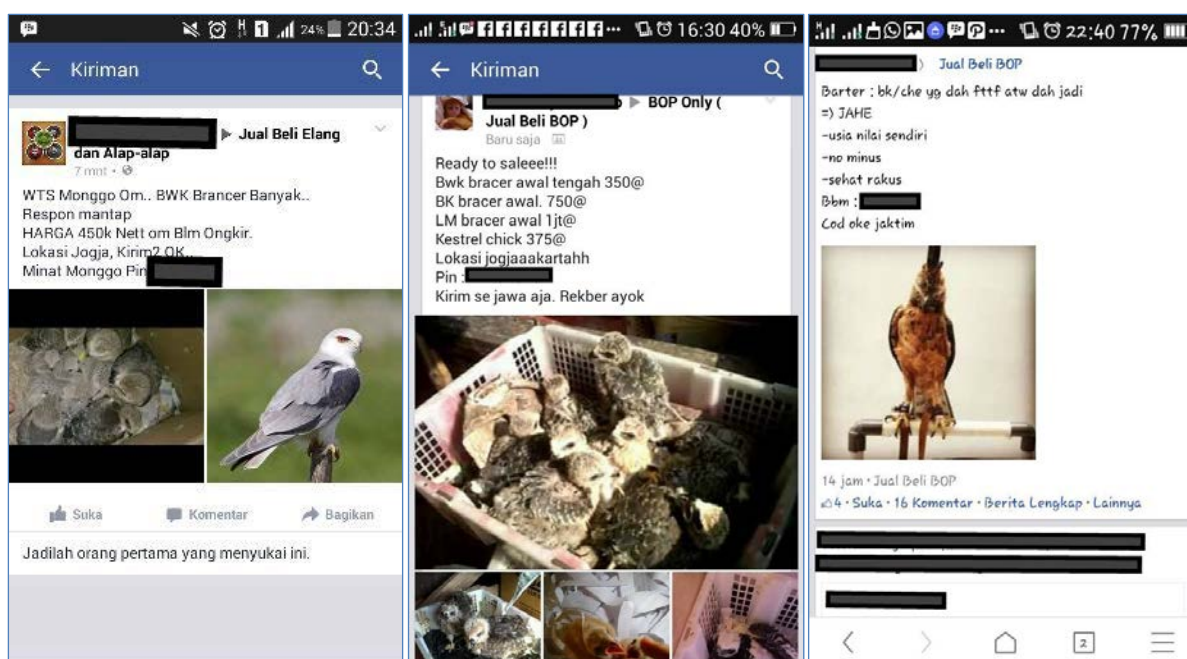 24% 20:34
Kiriman
Jual Beli Elang
dan Alap-alap
7 mnt
WTS Monggo Om.. BWK Brancer Banyak..
Respon mantap
HARGA 450k Nett om Blm Ongkir.
Lokasi Jogja, Kirim2 OK..
Minat Monggo Pin
Suka Komentar Bagikan
Jadilah orang pertama yang menyukai ini.
16:30 40%
Kiriman
BOP Only (
Jual Beli BOP )
Baru saja
Ready to saleee!!!
Bwk bracer awal tengah 350@
BK bracer awal. 750@
LM bracer awal 1jt@
Kestrel chick 375@
Lokasi jogjaaakartahh
Pin :
Kirim se jawa aja. Rekber ayok
22:40 77%
Jual Beli BOP
Barter : bk/che yg dah ftff atw dah jadi
=) JAHE
-usia nilai sendiri
-no minus
-sehat rakus
Bbm :
Cod oke jaktim
14 jam · Jual Beli BOP
4 · Suka · 16 Komentar · Berita Lengkap · Lainnya
2